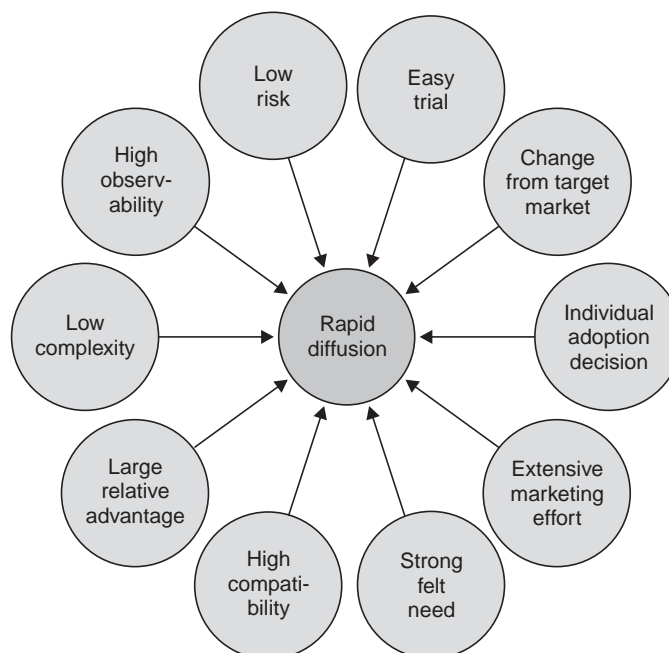 Low
risk
Easy
trial
Change
from target
market
Individual
adoption
decision
Extensive
marketing
effort
Strong
felt
need
High
compati-
bility
Large
relative
advantage
Low
complexity
High
observ-
ability
Rapid
diffusion